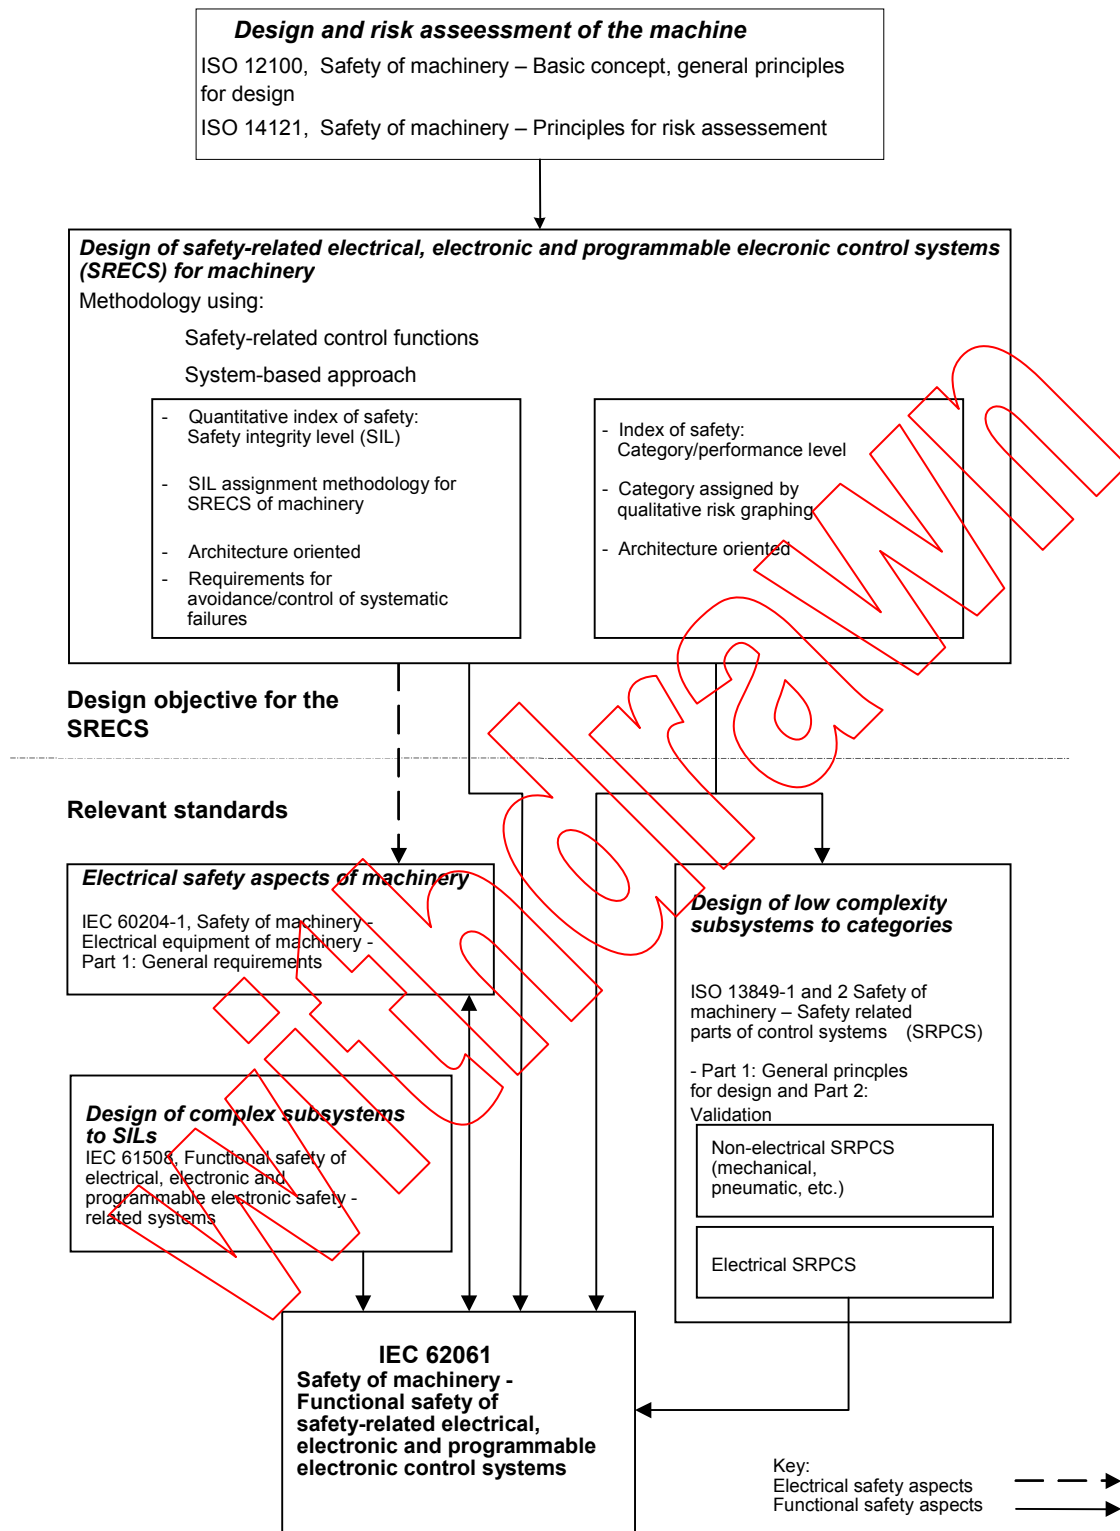 Design and risk asseessment of the machine
ISO 12100, Safety of machinery – Basic concept, general principles
for design
ISO 14121, Safety of machinery – Principles for risk assessement
Design of safety-related electrical, electronic and programmable elecronic control systems
(SRECS) for machinery
Methodology using:
Safety-related control functions
System-based approach
- Quantitative index of safety:
Safety integrity level (SIL)
- SIL assignment methodology for
SRECS of machinery
- Architecture oriented
- Requirements for
avoidance/control of systematic
failures
- Index of safety:
Category/performance level
- Category assigned by
qualitative risk graphing
- Architecture oriented
Design objective for the
SRECS
Relevant standards
Electrical safety aspects of machinery
IEC 60204-1, Safety of machinery -
Electrical equipment of machinery -
Part 1: General requirements
Design of low complexity
subsystems to categories
ISO 13849-1 and 2 Safety of
machinery – Safety related
parts of control systems (SRPCS)
- Part 1: General princples
for design and Part 2:
Validation
Non-electrical SRPCS
(mechanical,
pneumatic, etc.)
Electrical SRPCS
Design of complex subsystems
to SILs
IEC 61508, Functional safety of
electrical, electronic and
programmable electronic safety -
related systems
IEC 62061
Safety of machinery -
Functional safety of
safety-related electrical,
electronic and programmable
electronic control systems
Key:
Electrical safety aspects
Functional safety aspects
Withdrawn